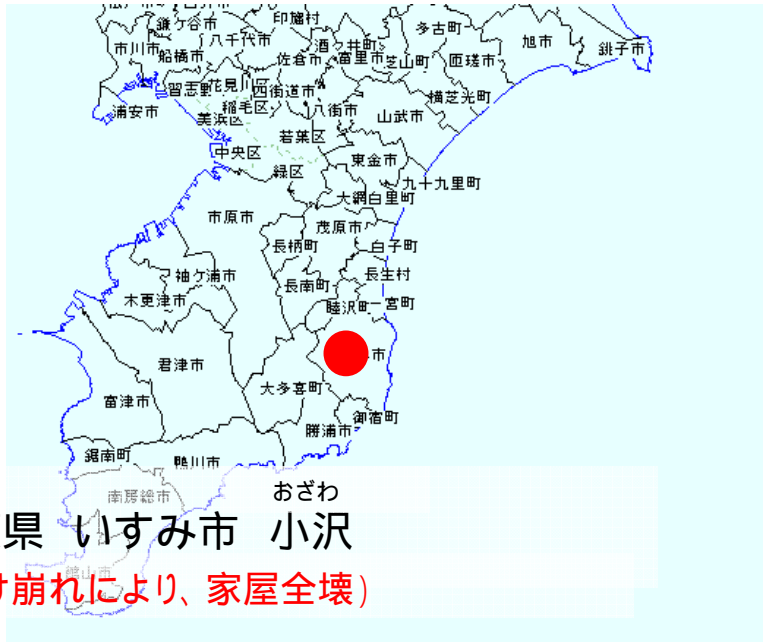 鎌ケ谷市
印旛村
多古町
八千代市
酒々井町
旭市
銚子市
市川市
船橋市
佐倉市
富里市
芝山町
匝瑳市
習志野
花見川区
四街道市
横芝光町
浦安市
稲毛区
八街市
山武市
美浜区
若葉区
中央区
東金市
緑区
九十九里町
大網白里町
市原市
茂原市
長柄町
白子町
袖ケ浦市
長生村
長南町
木更津市
睦沢町
一宮町
君津市
市
大多喜町
富津市
御宿町
勝浦市
鋸南町
鴨川市
南房総市
おざわ
県 いすみ市 小沢
館山市
け崩れにより、家屋全壊)